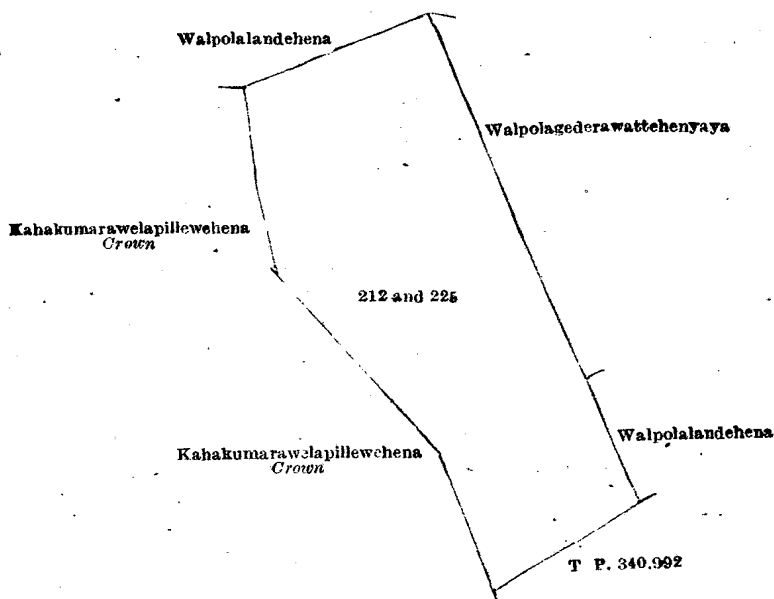 Walpolalandehena
Walpolagederawattehenyaya
Kahakumarawelapillewehena
Crown
212 and 225
Walpolalandehena
Kahakumarawelapillewehena
Crown
T P. 340,992